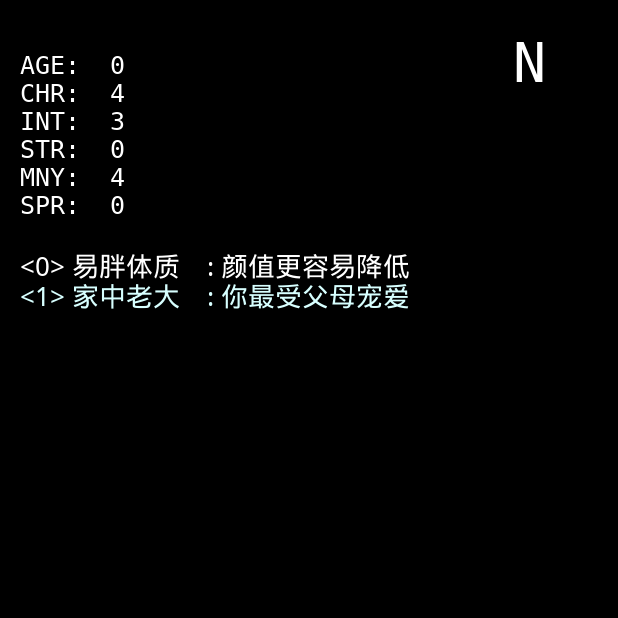 N
AGE: 0
CHR: 4
INT: 3
STR: 0
MNY: 4
SPR: 0
<0> 易胖体质 : 颜值更容易降低
<1> 家中老大 : 你最受父母宠爱